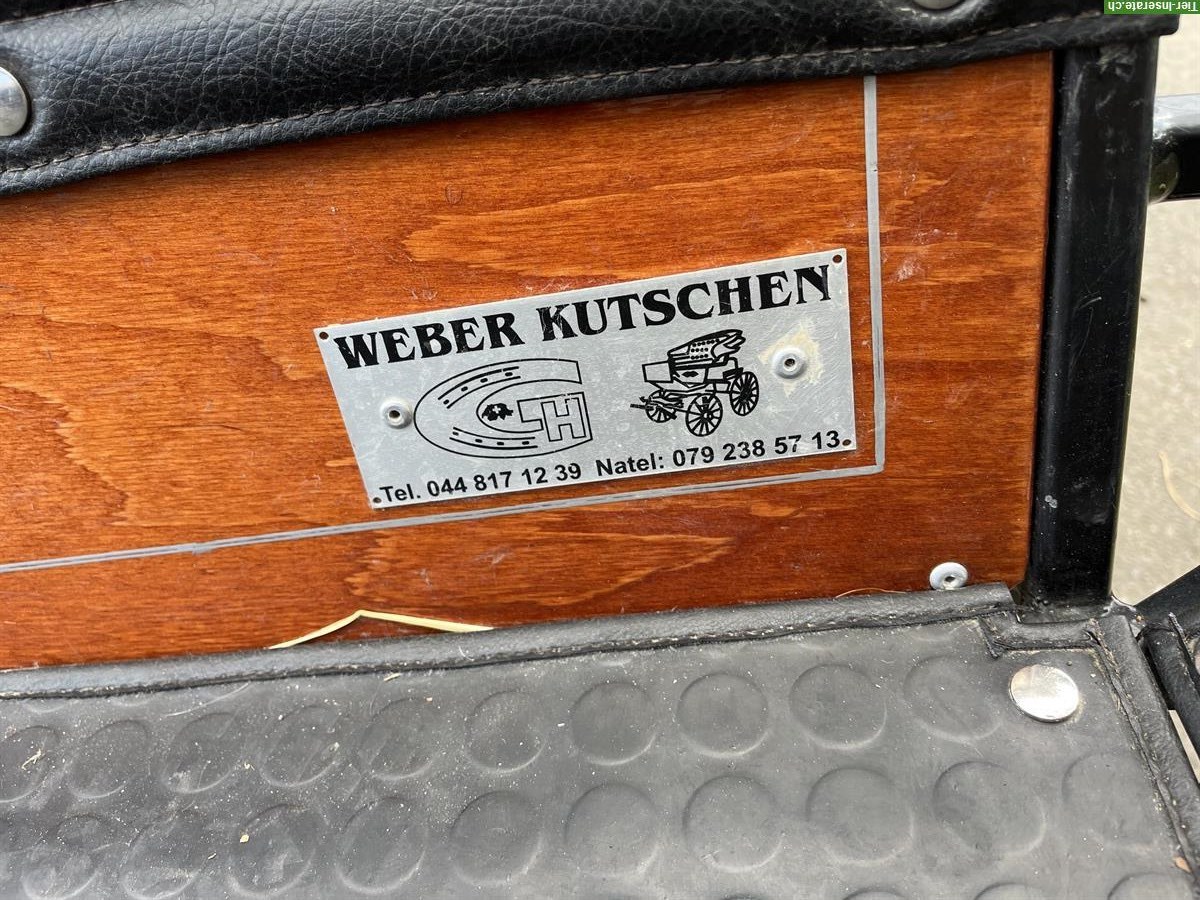 Tier-Inserate.ch
WEBER KUTSCHEN
CH
Tel. 044 817 12 39 Natel: 079 238 57 13